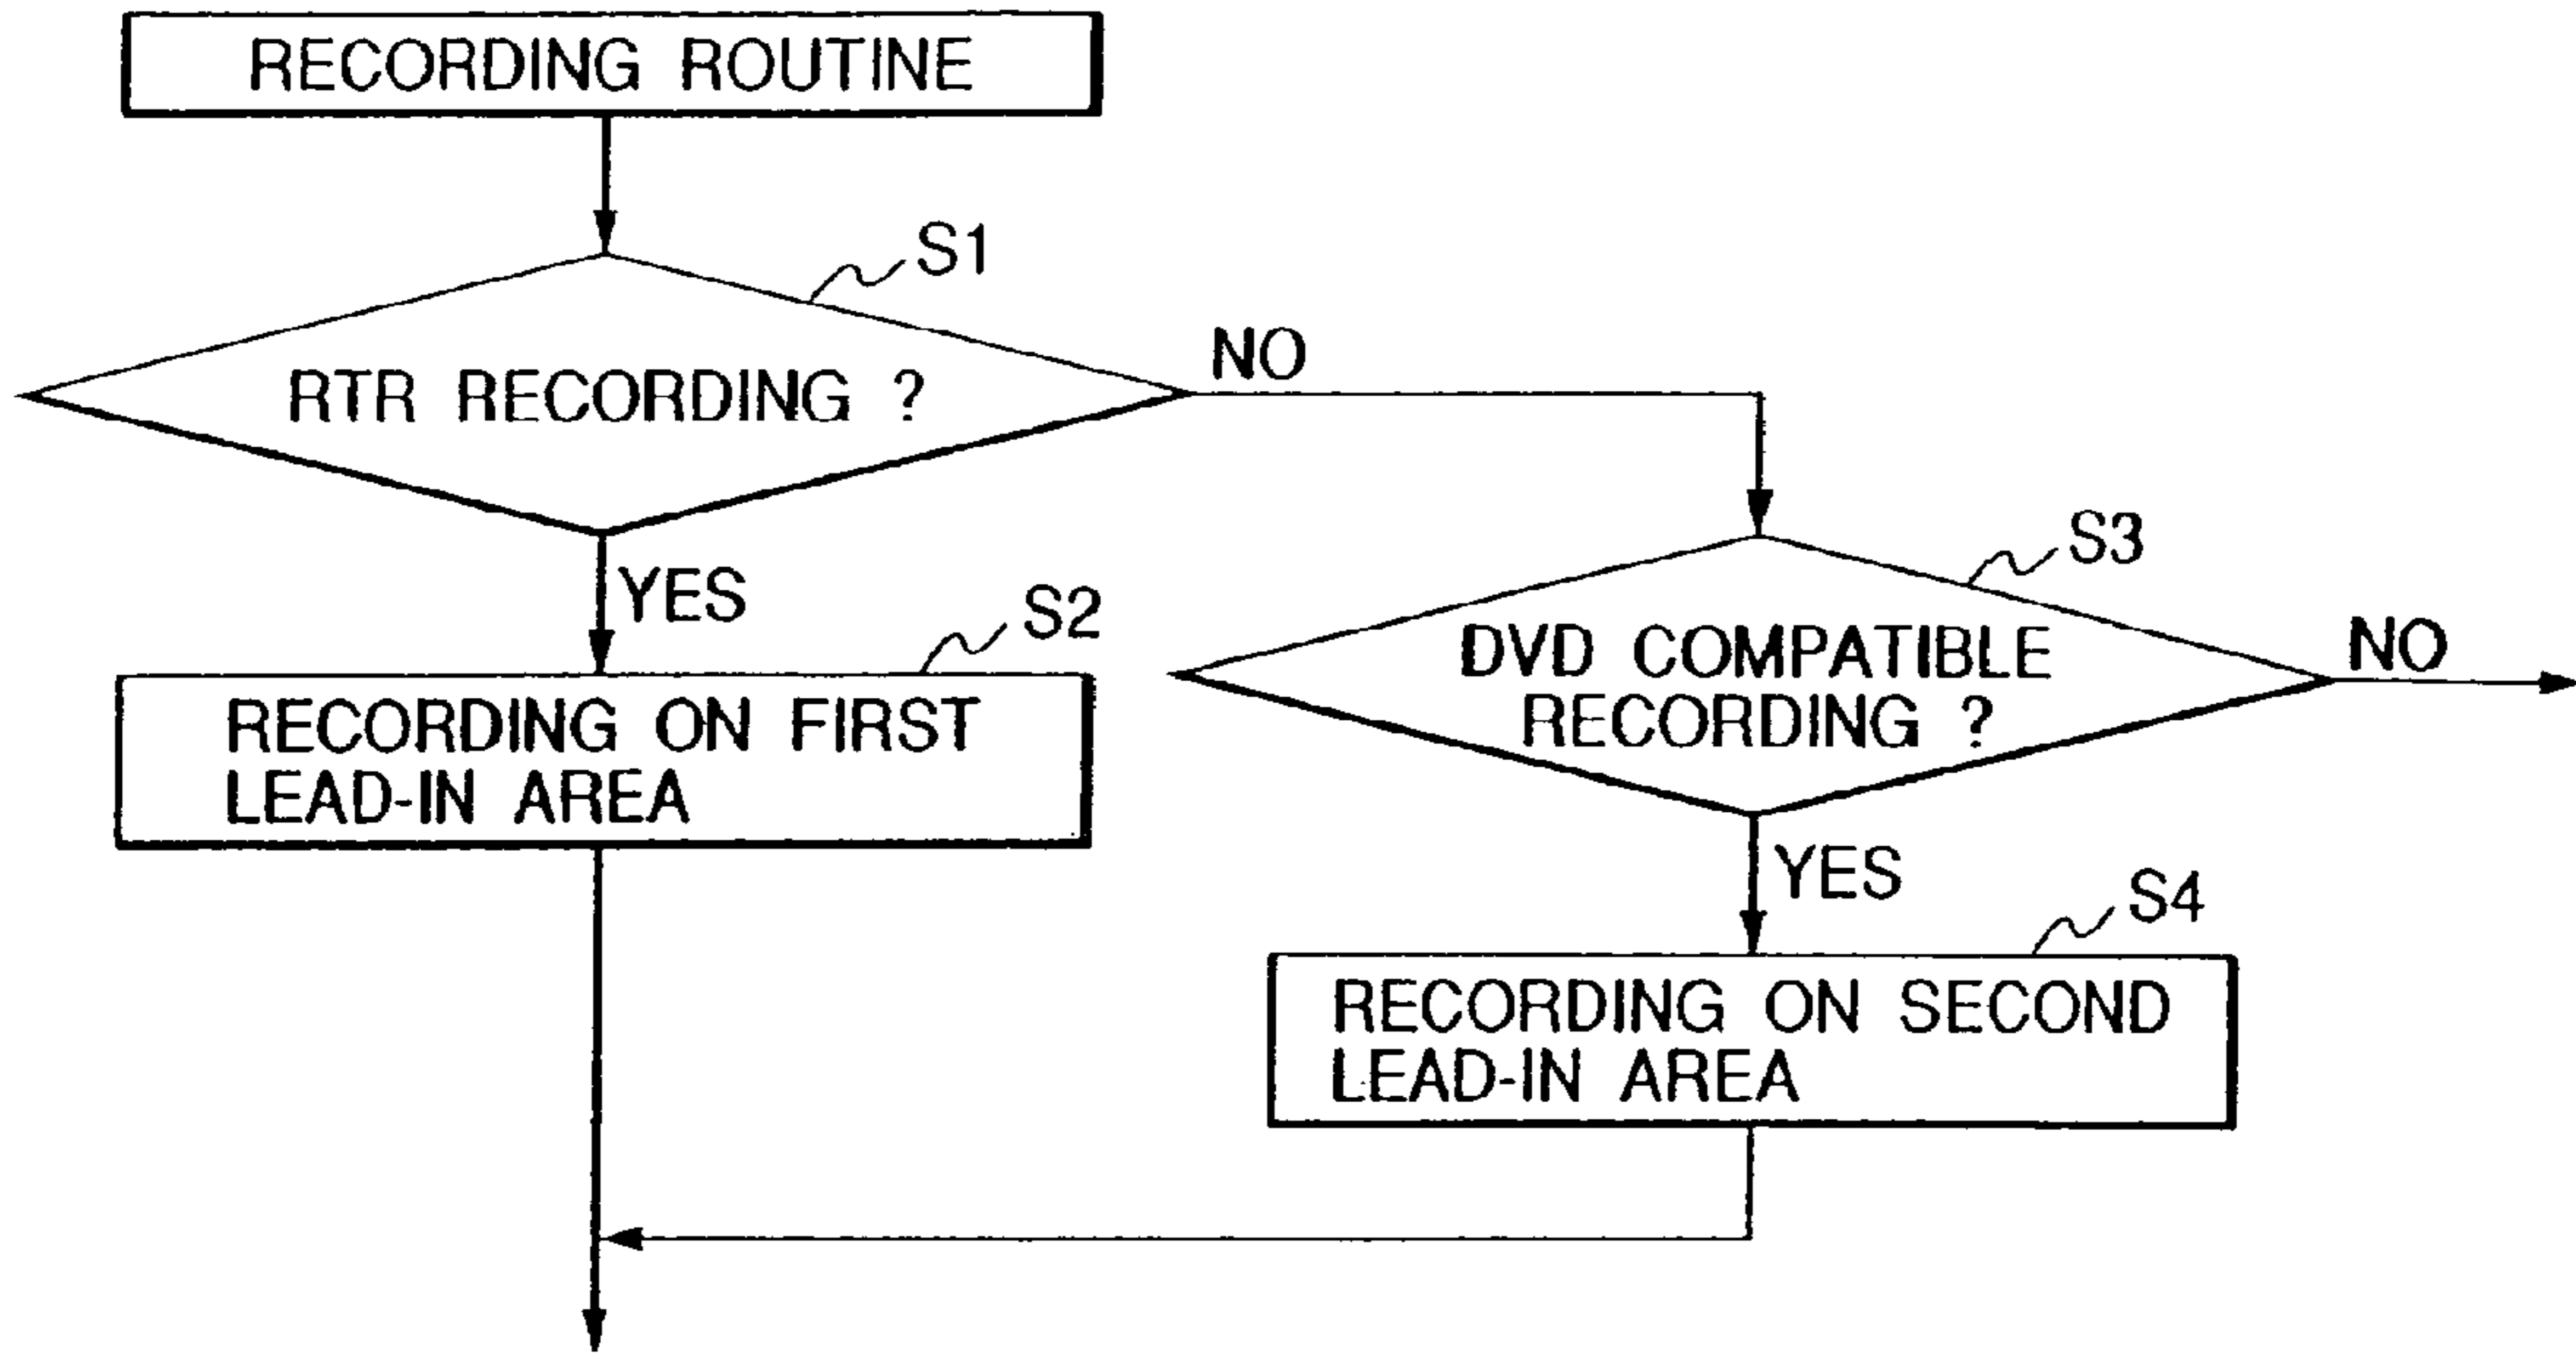 RECORDING ROUTINE
S1
RTR RECORDING ?
NO
YES
S2
RECORDING ON FIRST
LEAD-IN AREA
S3
DVD COMPATIBLE
RECORDING ?
NO
YES
S4
RECORDING ON SECOND
LEAD-IN AREA